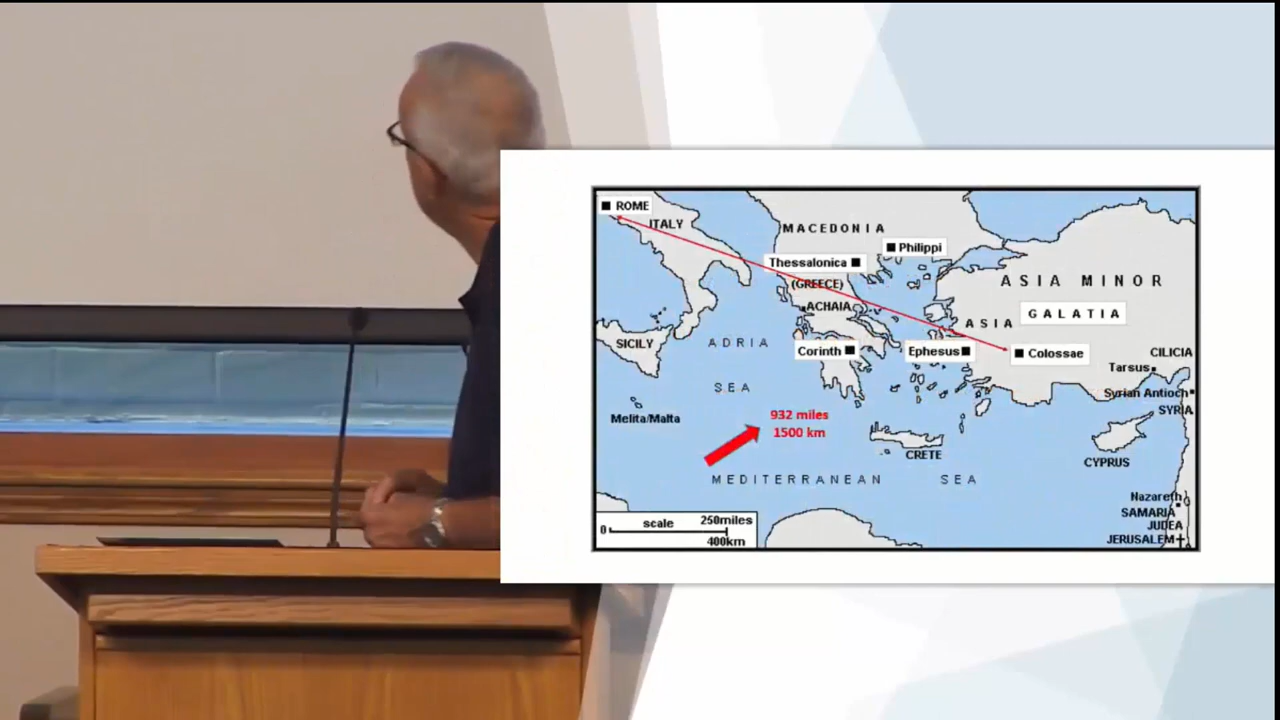 ROME
ITALY
MACEDONIA
Philippi
Thessalonica
(GREECE)
ASIA MINOR
ACHAIA
GALATIA
ASIA
SICILY
ADRIA
Corinth
Ephesus
Colossae
CILICIA
Tarsus
SEA
Syrian Antioch
SYRIA
Melita/Malta
932 miles
1500 km
CRETE
CYPRUS
MEDITERRANEAN SEA
Nazareth
SAMARIA
JUDEA
JERUSALEM
0 scale 250miles
400km